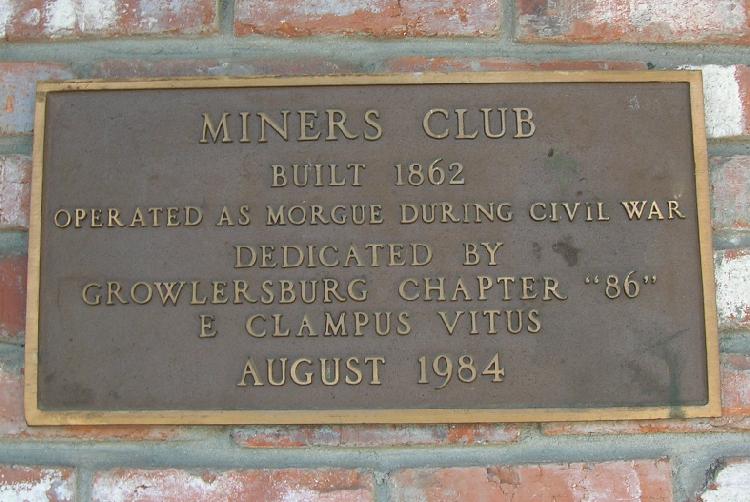 MINERS CLUB
BUILT 1862
OPERATED AS MORGUE DURING CIVIL WAR
DEDICATED BY
GROWLERSBURG CHAPTER "86"
E CLAMPUS VITUS
AUGUST 1984